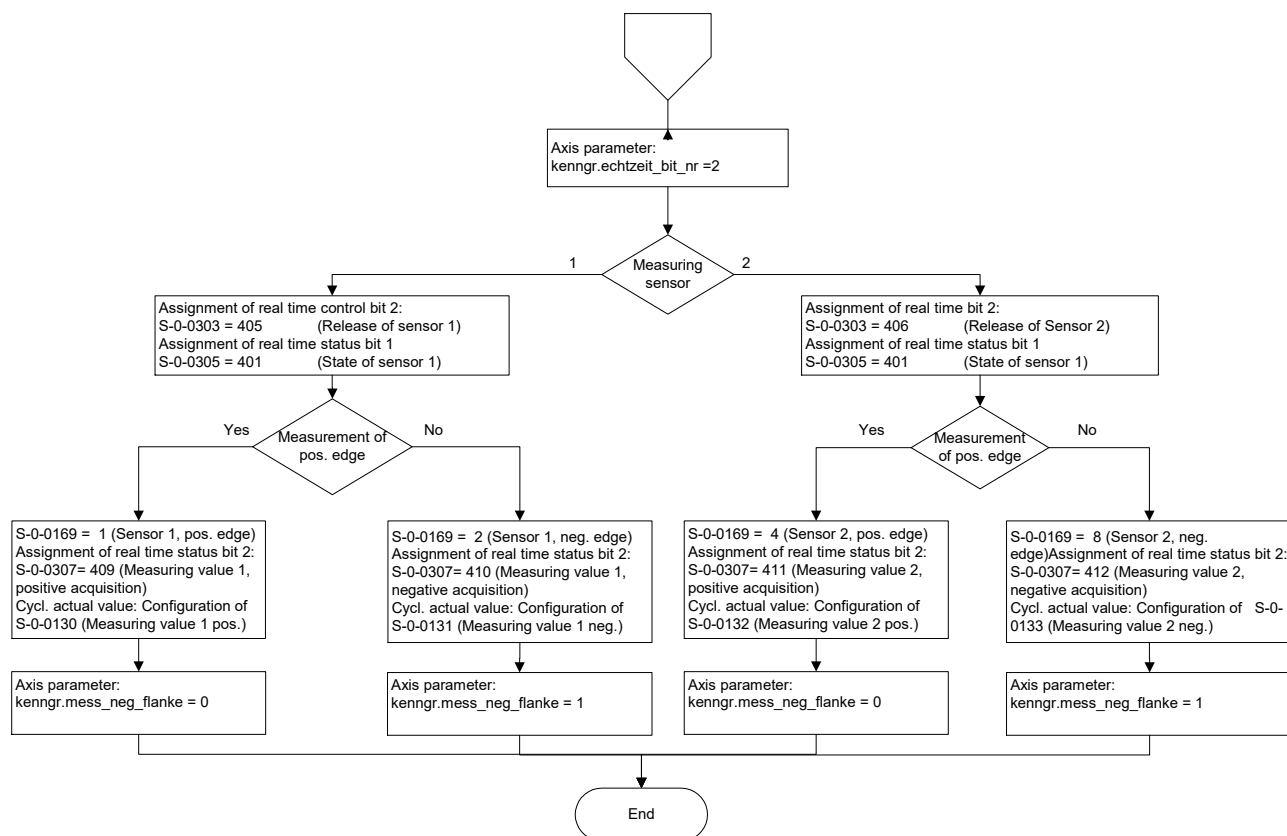 Axis parameter:
kenngr.echtzeit_bit_nr =2
Measuring
sensor
1
2
Assignment of real time control bit 2:
S-0-0303 = 405 (Release of sensor 1)
Assignment of real time status bit 1
S-0-0305 = 401 (State of sensor 1)
Assignment of real time bit 2:
S-0-0303 = 406 (Release of Sensor 2)
Assignment of real time status bit 1
S-0-0305 = 401 (State of sensor 1)
Yes
Measurement of
pos. edge
No
Yes
Measurement
of pos. edge
No
S-0-0169 = 1 (Sensor 1, pos. edge)
Assignment of real time status bit 2:
S-0-0307= 409 (Measuring value 1,
positive acquisition)
Cycl. actual value: Configuration of
S-0-0130 (Measuring value 1 pos.)
S-0-0169 = 2 (Sensor 1, neg. edge)
Assignment of real time status bit 2:
S-0-0307= 410 (Measuring value 1,
negative acquisition)
Cycl. actual value: Configuration of
S-0-0131 (Measuring value 1 neg.)
S-0-0169 = 4 (Sensor 2, pos. edge)
Assignment of real time status bit 2:
S-0-0307= 411 (Measuring value 2,
positive acquisition)
Cycl. actual value: Configuration of
S-0-0132 (Measuring value 2 pos.)
S-0-0169 = 8 (Sensor 2, neg.
edge)Assignment of real time status bit 2:
S-0-0307= 412 (Measuring value 2,
negative acquisition)
Cycl. actual value: Configuration of S-0-
0133 (Measuring value 2 neg.)
Axis parameter:
kenngr.mess_neg_flanke = 0
Axis parameter:
kenngr.mess_neg_flanke = 1
Axis parameter:
kenngr.mess_neg_flanke = 0
Axis parameter:
kenngr.mess_neg_flanke = 1
End